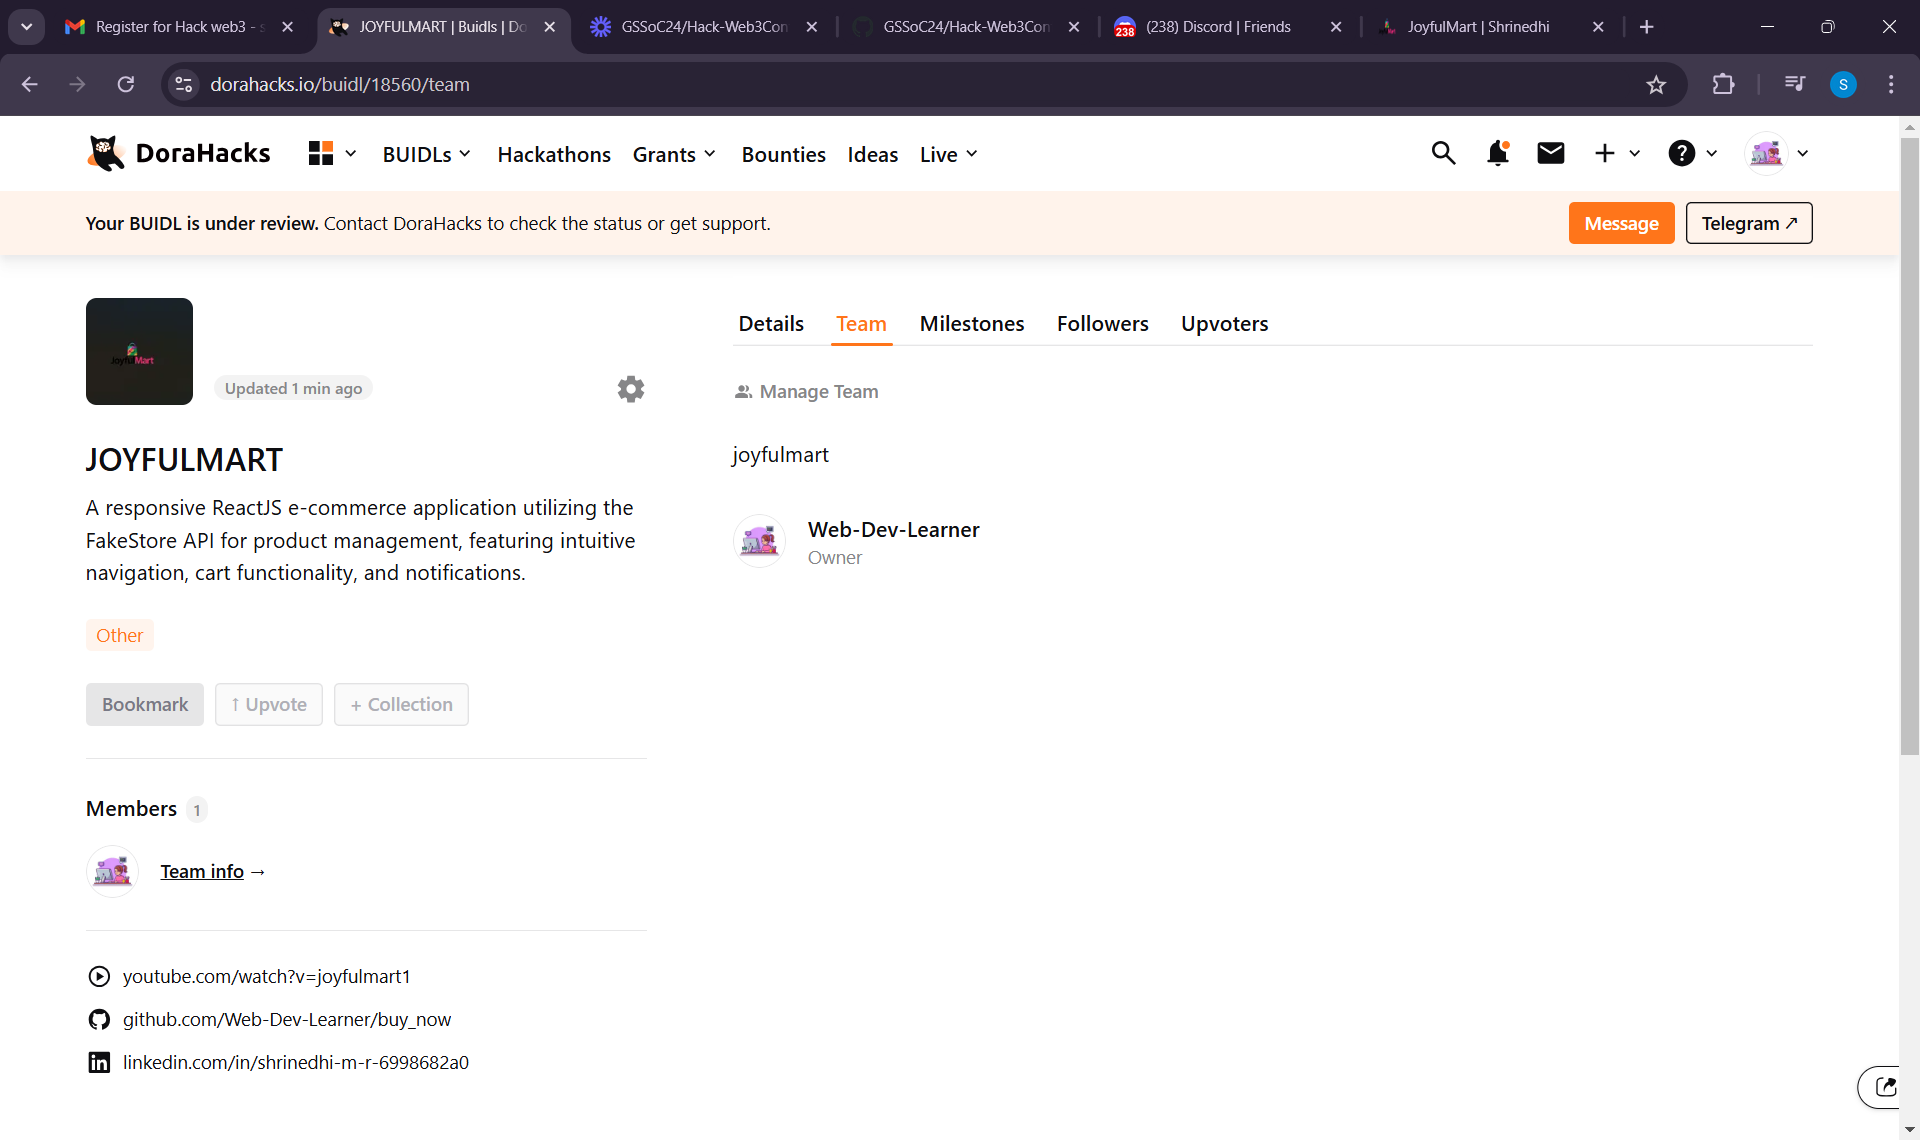 Register for Hack web3 - s
JOYFULMART | Buidls | Do
GSSoC24/Hack-Web3Con
GSSoC24/Hack-Web3Con
238
(238) Discord | Friends
JoyfulMart | Shrinedhi
dorahacks.io/buidl/18560/team
S
DoraHacks
BUIDLs
Hackathons
Grants
Bounties
Ideas
Live
Your BUIDL is under review. Contact DoraHacks to check the status or get support.
Message
Telegram ↗
JoyfulMart
Updated 1 min ago
JOYFULMART
A responsive ReactJS e-commerce application utilizing the
FakeStore API for product management, featuring intuitive
navigation, cart functionality, and notifications.
Other
Bookmark
↑ Upvote
+ Collection
Members 1
Team info →
youtube.com/watch?v=joyfulmart1
github.com/Web-Dev-Learner/buy_now
linkedin.com/in/shrinedhi-m-r-6998682a0
Details
Team
Milestones
Followers
Upvoters
Manage Team
joyfulmart
Web-Dev-Learner
Owner